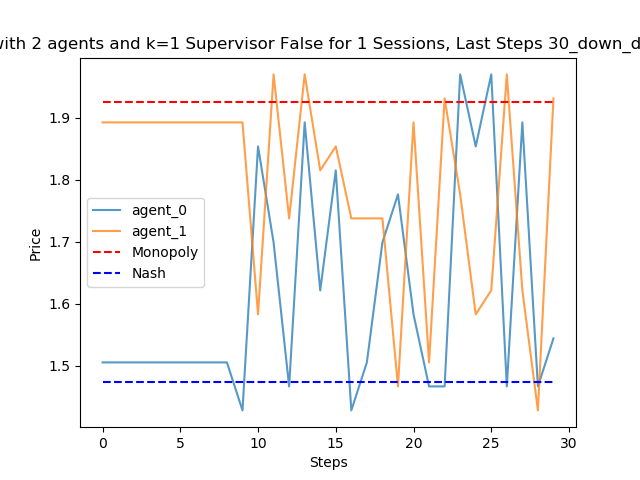 with 2 agents and k=1 Supervisor False for 1 Sessions, Last Steps 30_down_d
1.9
1.8
1.7
1.6
1.5
Price
agent_0
agent_1
Monopoly
Nash
0 5 10 15 20 25 30
Steps